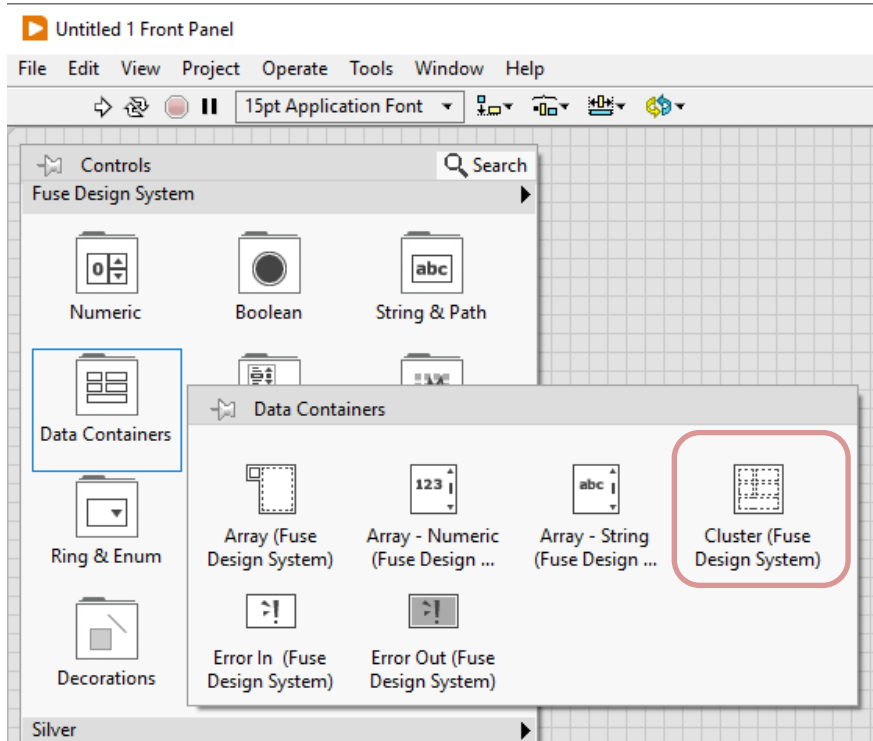 Untitled 1 Front Panel
File Edit View Project Operate Tools Window Help
15pt Application Font
Controls Search
Fuse Design System
0
abc
Numeric Boolean String & Path
Data Containers
Ring & Enum
Decorations
Silver
Data Containers
123 abc
Array (Fuse
Design System)
Array - Numeric
(Fuse Design ...
Array - String
(Fuse Design ...
Cluster (Fuse
Design System)
Error In (Fuse
Design System)
Error Out (Fuse
Design System)